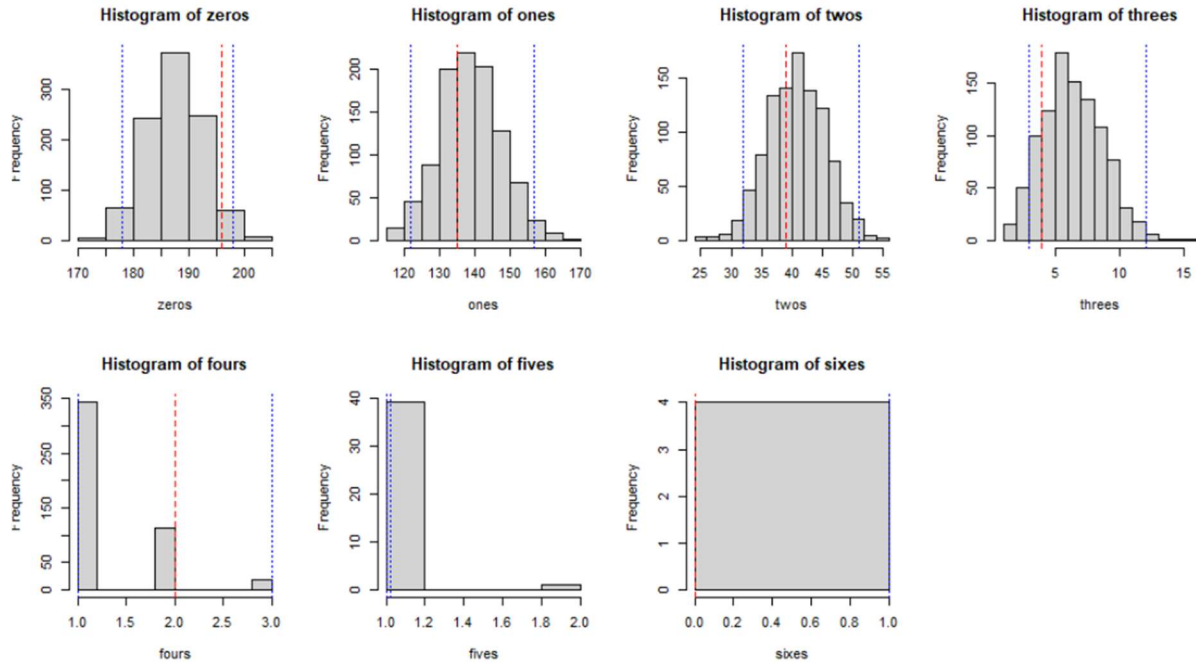 Histogram of zeros
Frequency
0 100 200 300
170 180 190 200
zeros
Histogram of ones
Frequency
0 50 100 150 200
120 130 140 150 160 170
ones
Histogram of twos
Frequency
0 50 100 150
25 30 35 40 45 50 55
twos
Histogram of threes
Frequency
0 50 100 150
5 10 15
threes
Histogram of fours
Frequency
0 50 150 250 350
1.0 1.5 2.0 2.5 3.0
fours
Histogram of fives
Frequency
0 10 20 30 40
1.0 1.2 1.4 1.6 1.8 2.0
fives
Histogram of sixes
Frequency
0 1 2 3 4
0.0 0.2 0.4 0.6 0.8 1.0
sixes